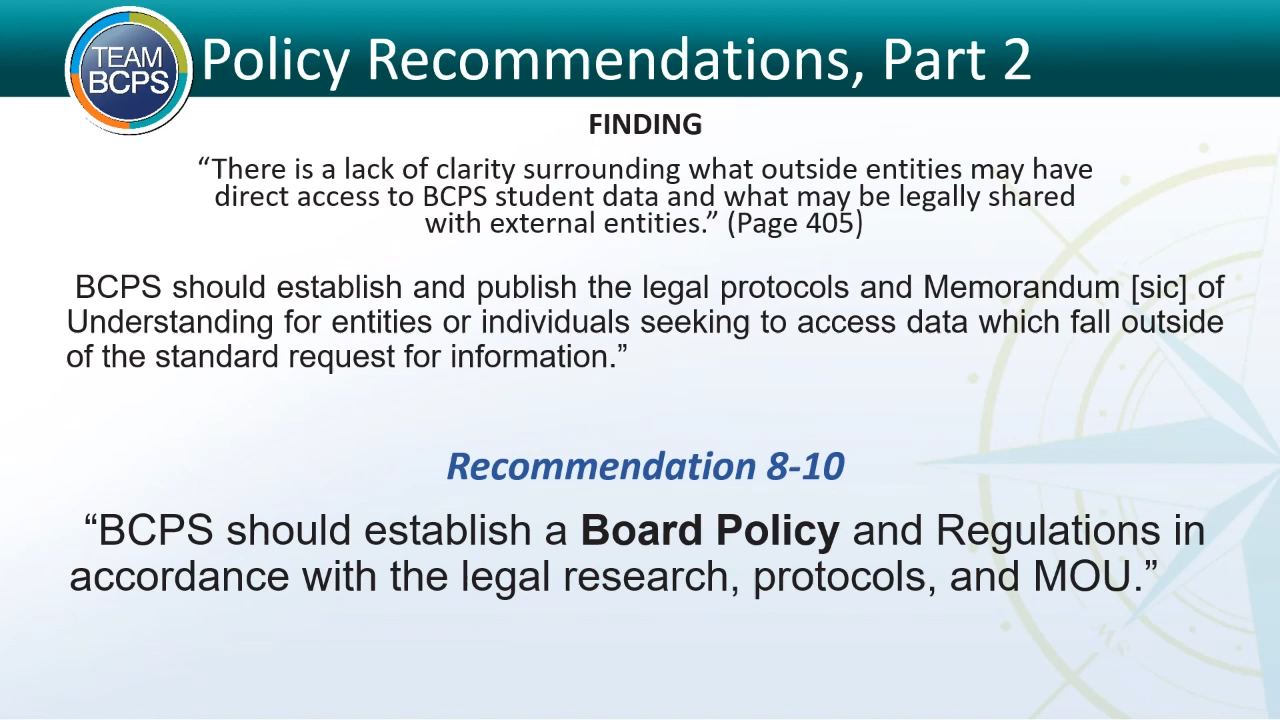 TEAM
BCPS
Policy Recommendations, Part 2
FINDING
“There is a lack of clarity surrounding what outside entities may have
direct access to BCPS student data and what may be legally shared
with external entities.” (Page 405)
BCPS should establish and publish the legal protocols and Memorandum [sic] of
Understanding for entities or individuals seeking to access data which fall outside
of the standard request for information.”
Recommendation 8-10
“BCPS should establish a Board Policy and Regulations in
accordance with the legal research, protocols, and MOU.”